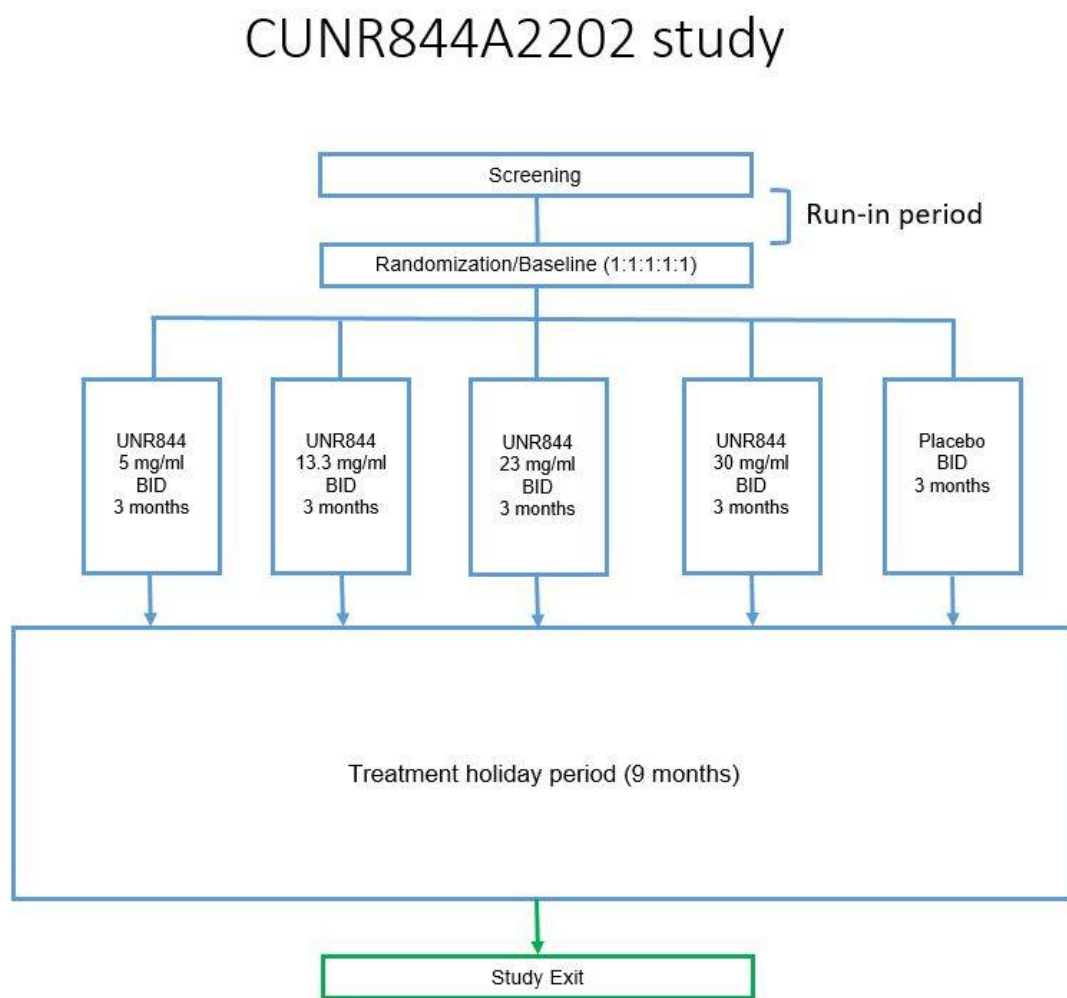 CUNR844A2202 study
Screening
Run-in period
Randomization/Baseline (1:1:1:1:1)
UNR844
5 mg/ml
BID
3 months
UNR844
13.3 mg/ml
BID
3 months
UNR844
23 mg/ml
BID
3 months
UNR844
30 mg/ml
BID
3 months
Placebo
BID
3 months
Treatment holiday period (9 months)
Study Exit